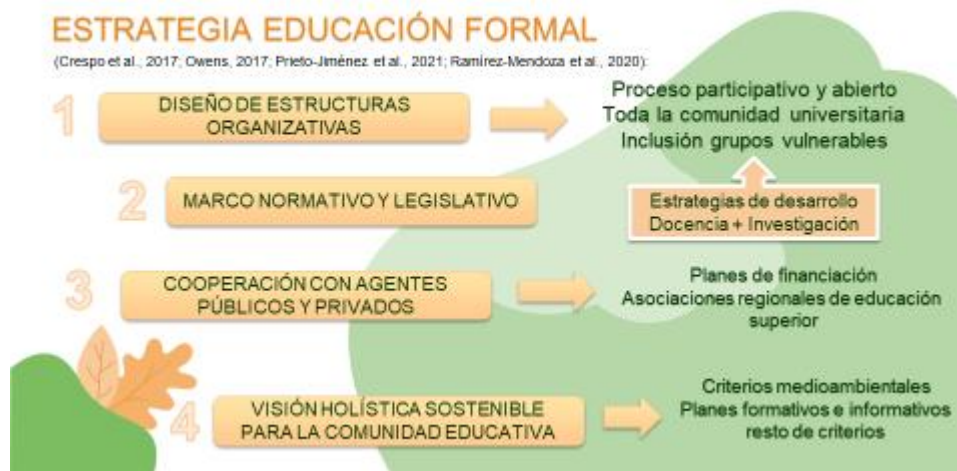 ESTRATEGIA EDUCACIÓN FORMAL
(Crespo et al., 2017; Owens, 2017; Prieto-Jiménez et al., 2021; Ramírez-Mendoza et al., 2020):
1
DISEÑO DE ESTRUCTURAS
ORGANIZATIVAS
Proceso participativo y abierto
Toda la comunidad universitaria
Inclusión grupos vulnerables
2
MARCO NORMATIVO Y LEGISLATIVO
Estrategias de desarrollo
Docencia + Investigación
3
COOPERACIÓN CON AGENTES
PÚBLICOS Y PRIVADOS
Planes de financiación
Asociaciones regionales de educación
superior
4
VISIÓN HOLÍSTICA SOSTENIBLE
PARA LA COMUNIDAD EDUCATIVA
Criterios medioambientales
Planes formativos e informativos
resto de criterios